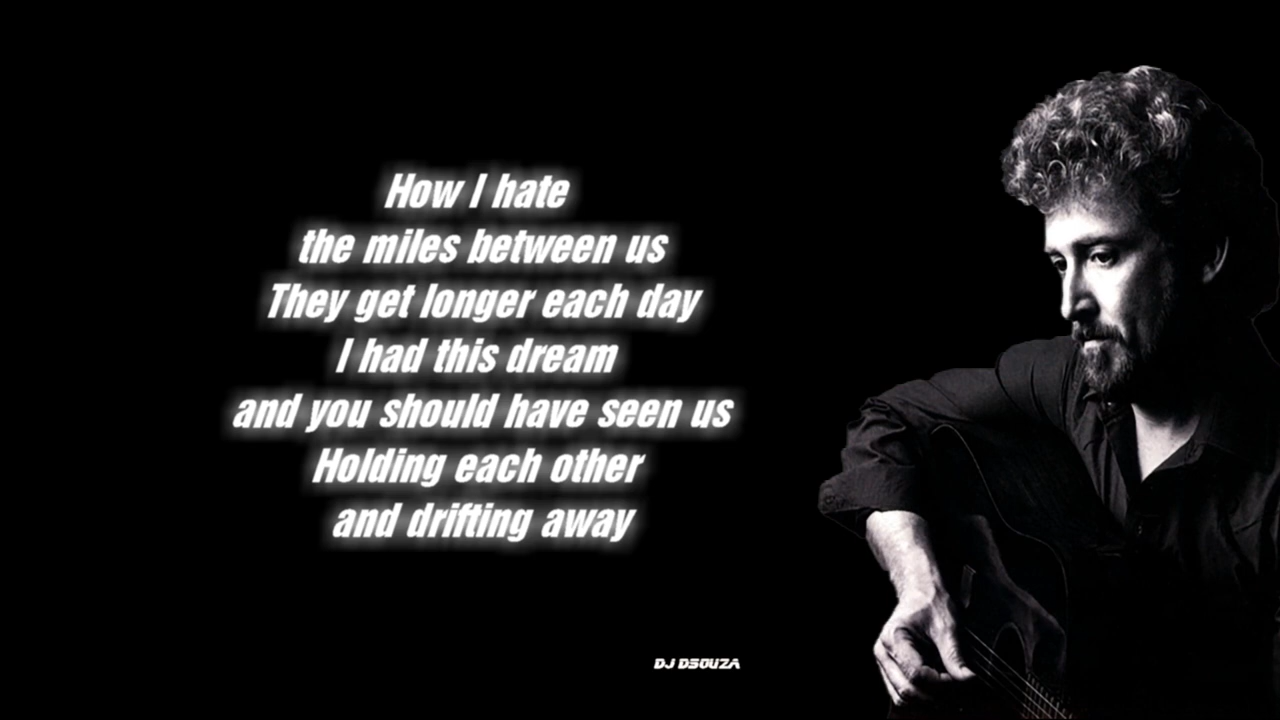 How I hate
the miles between us
They get longer each day
I had this dream
and you should have seen us
Holding each other
and drifting away
DJ DSOUZA